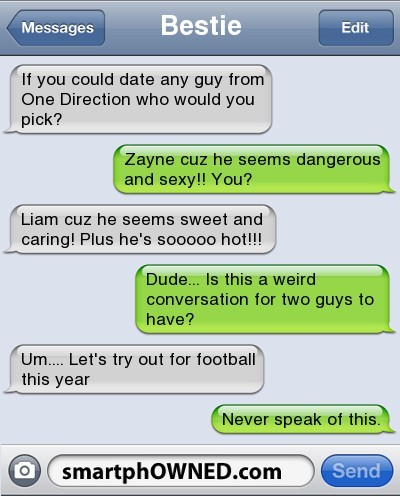 Messages
Bestie
Edit
If you could date any guy from
One Direction who would you
pick?
Zayne cuz he seems dangerous
and sexy!! You?
Liam cuz he seems sweet and
caring! Plus he's sooooo hot!!!
Dude... Is this a weird
conversation for two guys to
have?
Um.... Let's try out for football
this year
Never speak of this.
smartphOWNED.com
Send